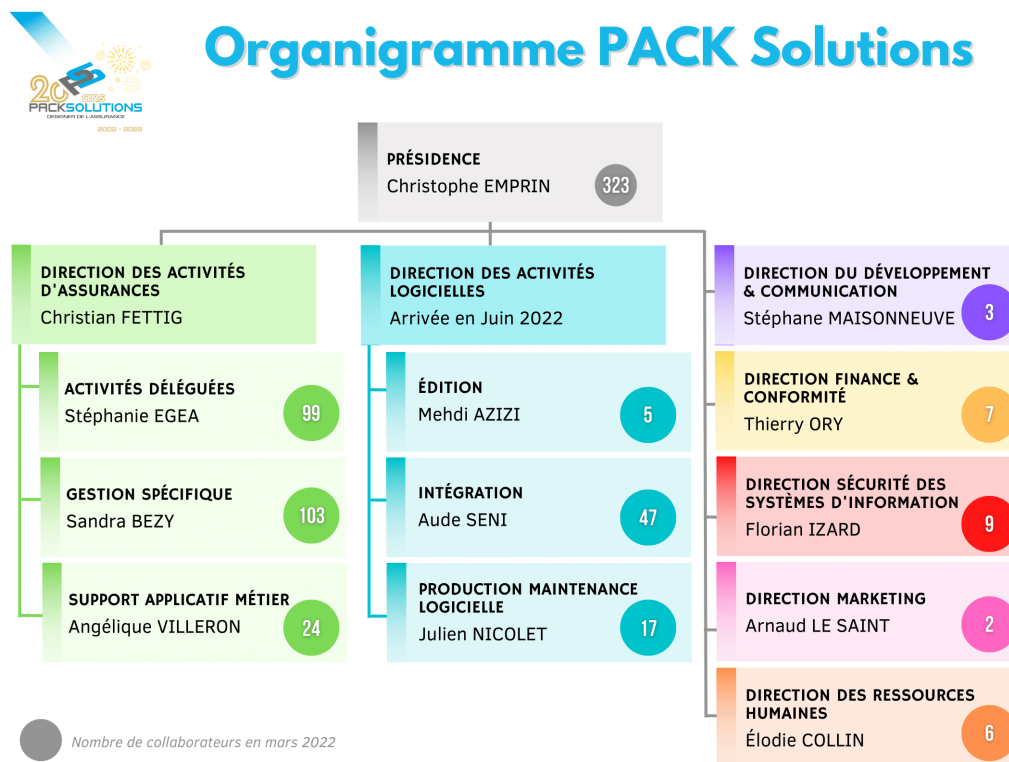 Organigramme PACK Solutions
20 ans
PACKSOLUTIONS
DESIGNER DE L'ASSURANCE
2002 - 2022
PRÉSIDENCE
Christophe EMPRIN
323
DIRECTION DES ACTIVITÉS
D'ASSURANCES
Christian FETTIG
ACTIVITÉS DÉLÉGUÉES
Stéphanie EGEA
99
GESTION SPÉCIFIQUE
Sandra BEZY
103
SUPPORT APPLICATIF MÉTIER
Angélique VILLERON
24
DIRECTION DES ACTIVITÉS
LOGICIELLES
Arrivée en Juin 2022
ÉDITION
Mehdi AZIZI
5
INTÉGRATION
Aude SENI
47
PRODUCTION MAINTENANCE
LOGICIELLE
Julien NICOLET
17
DIRECTION DU DÉVELOPPEMENT
& COMMUNICATION
Stéphane MAISONNEUVE
3
DIRECTION FINANCE &
CONFORMITÉ
Thierry ORY
7
DIRECTION SÉCURITÉ DES
SYSTÈMES D'INFORMATION
Florian IZARD
9
DIRECTION MARKETING
Arnaud LE SAINT
2
DIRECTION DES RESSOURCES
HUMAINES
Élodie COLLIN
6
Nombre de collaborateurs en mars 2022